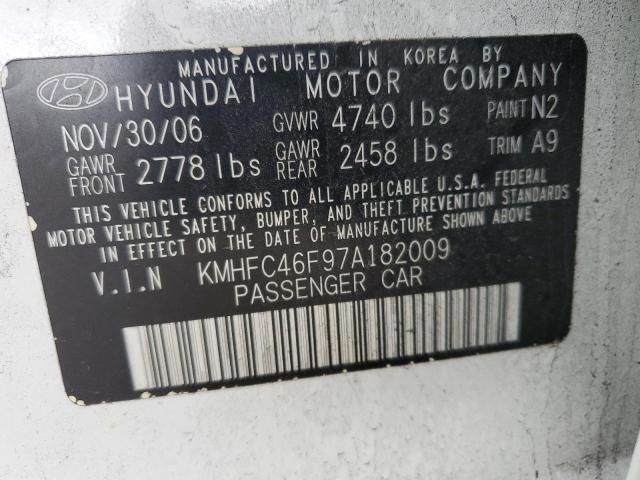 MANUFACTURED IN KOREA BY
HYUNDAI MOTOR COMPANY
NOV/30/06 GVWR 4740 lbs PAINT N2
GAWR FRONT 2778 lbs GAWR REAR 2458 lbs TRIM A9
THIS VEHICLE CONFORMS TO ALL APPLICABLE U.S.A. FEDERAL
MOTOR VEHICLE SAFETY, BUMPER, AND THEFT PREVENTION STANDARDS
IN EFFECT ON THE DATE OF MANUFACTURE SHOWN ABOVE
V.I.N KMHFC46F97A182009
PASSENGER CAR